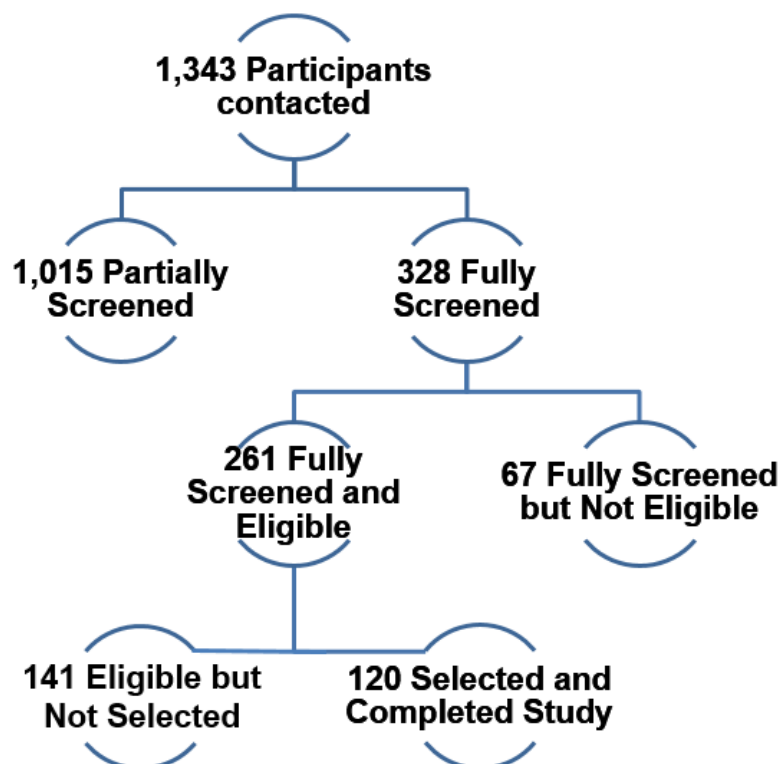 1,343 Participants
contacted
1,015 Partially
Screened
328 Fully
Screened
261 Fully
Screened and
Eligible
67 Fully Screened
but Not Eligible
141 Eligible but
Not Selected
120 Selected and
Completed Study